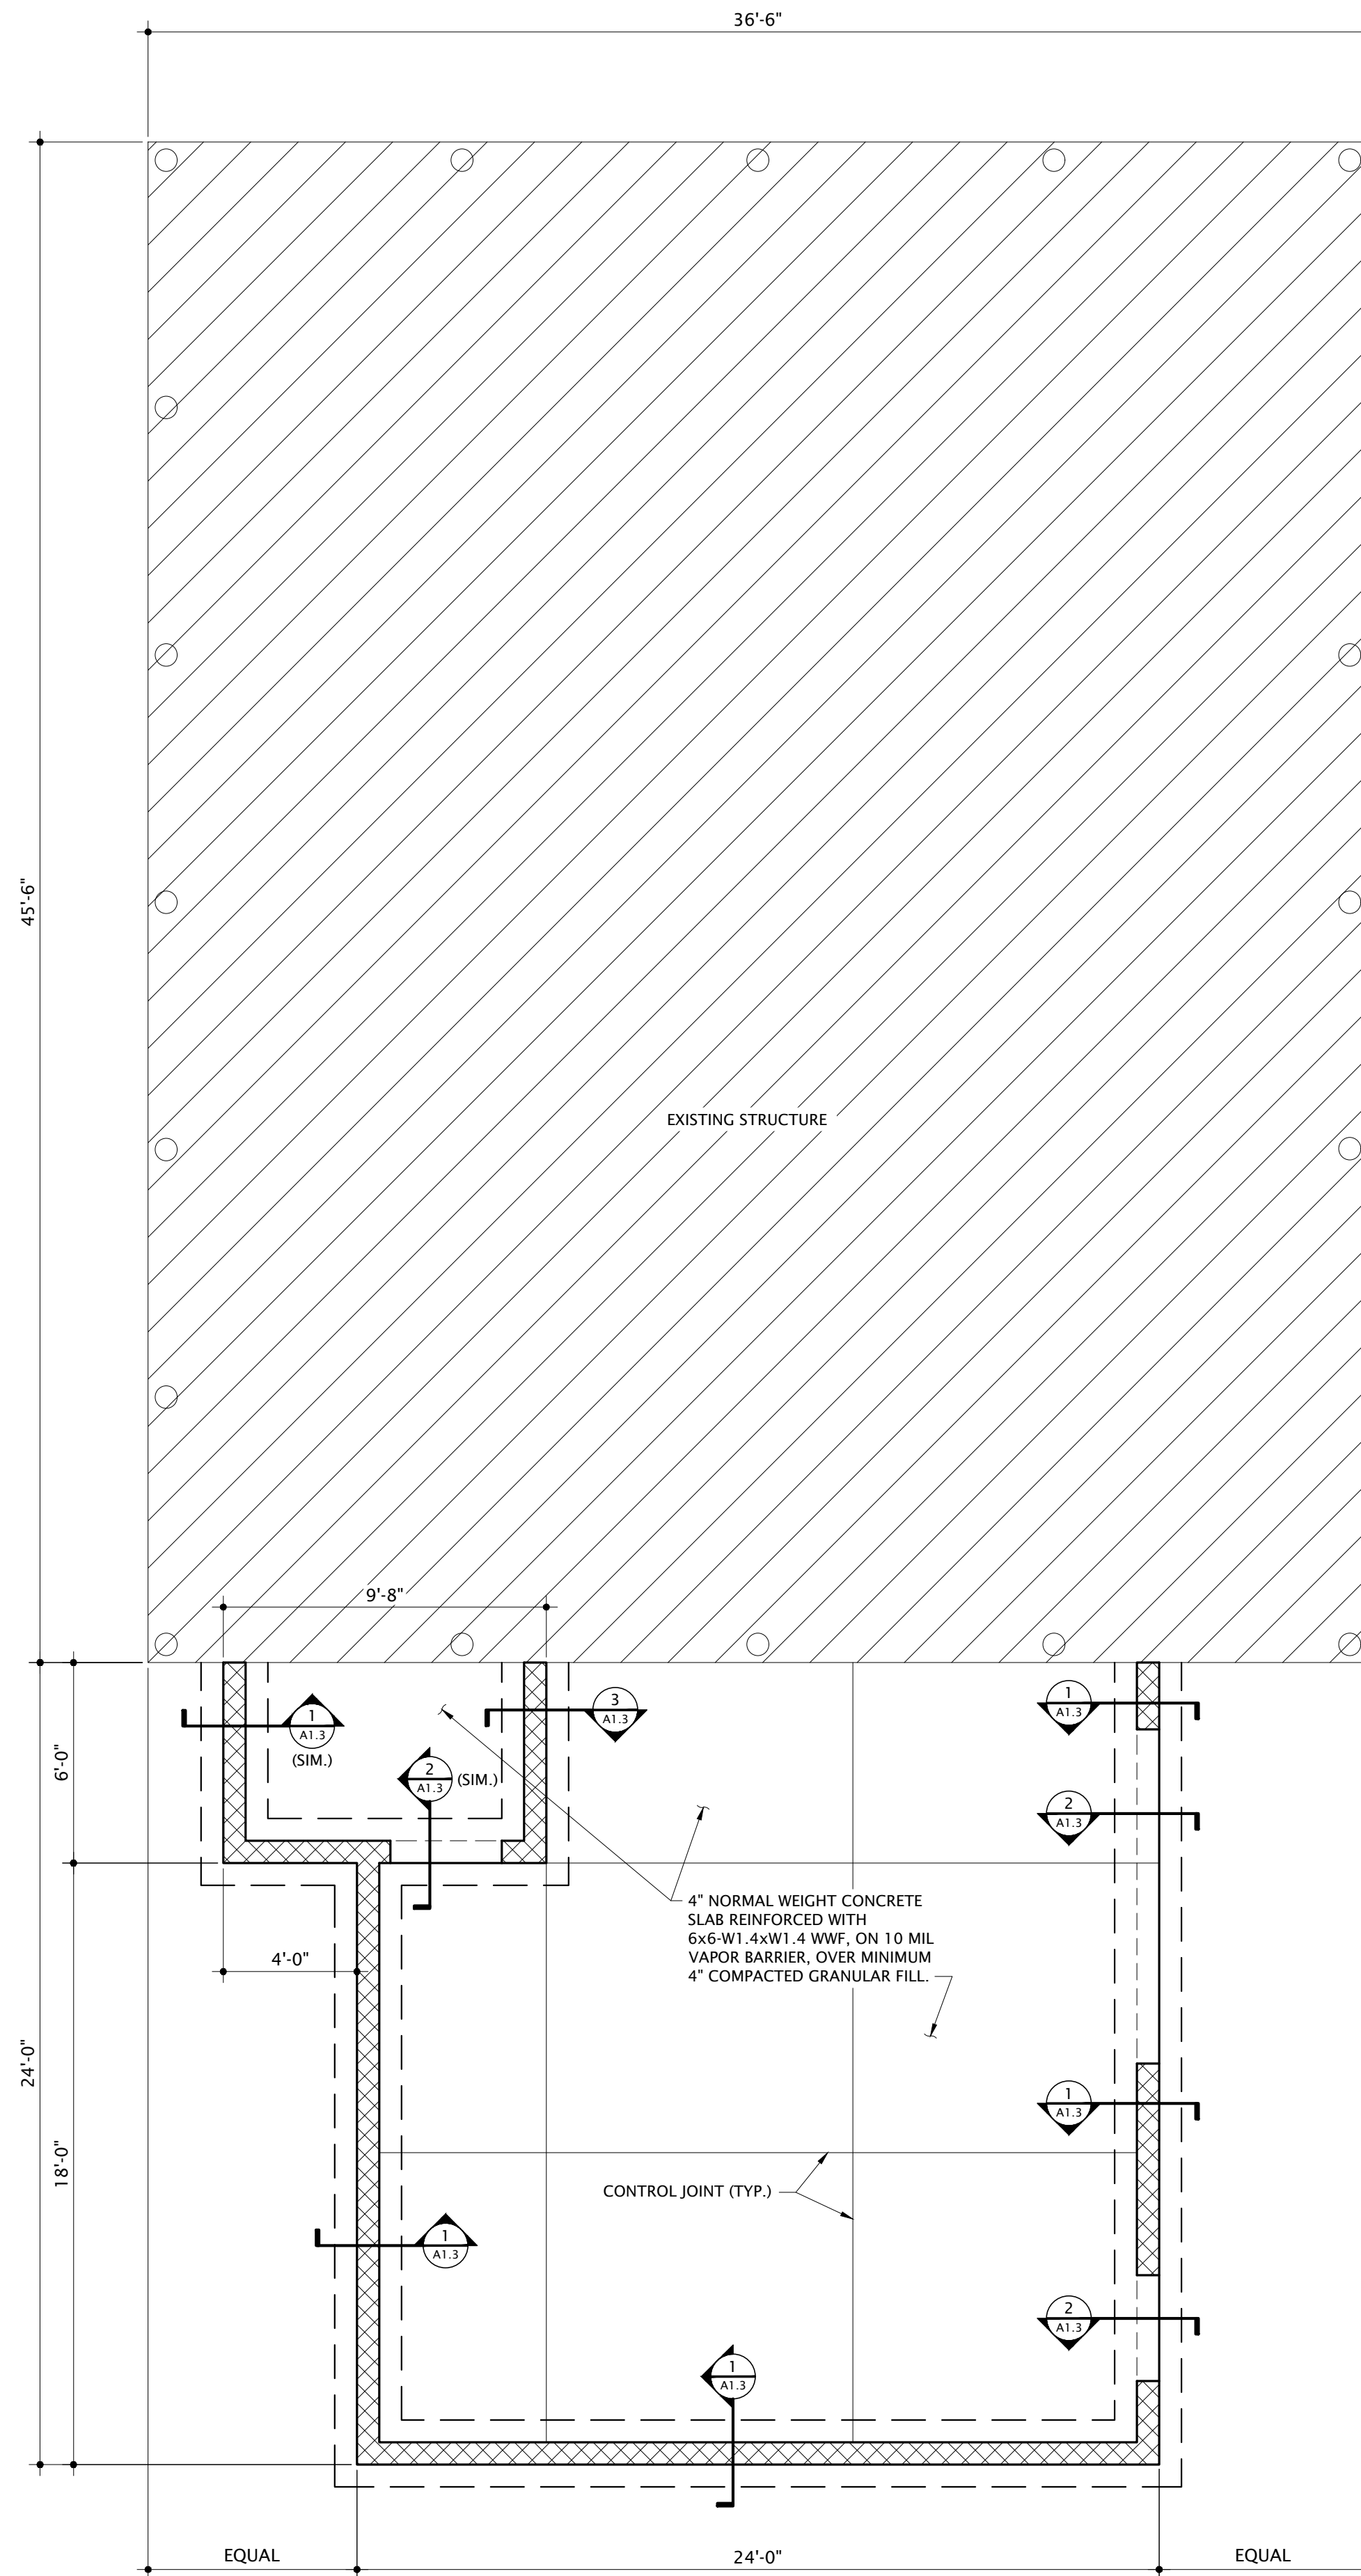 36'-6"
45'-6"
EXISTING STRUCTURE
9'-8"
6'-0"
1
A1.3
(SIM.)
2
A1.3
(SIM.)
3
A1.3
1
A1.3
2
A1.3
4" NORMAL WEIGHT CONCRETE
SLAB REINFORCED WITH
6x6-W1.4xW1.4 WWF, ON 10 MIL
VAPOR BARRIER, OVER MINIMUM
4" COMPACTED GRANULAR FILL.
4'-0"
24'-0"
18'-0"
1
A1.3
CONTROL JOINT (TYP.)
1
A1.3
2
A1.3
1
A1.3
EQUAL
24'-0"
EQUAL